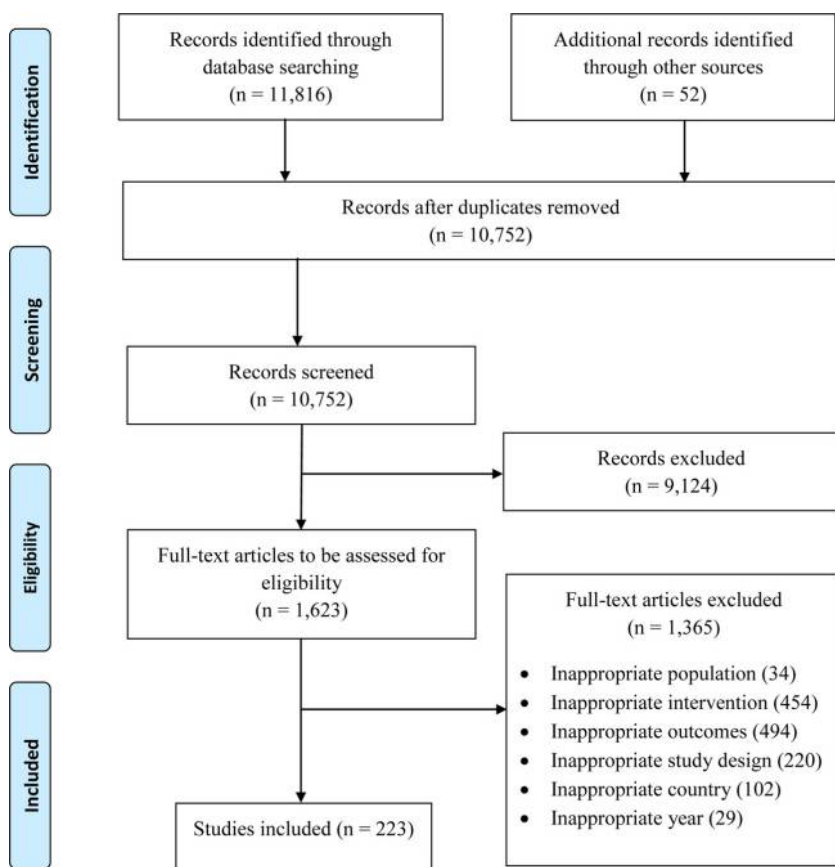 Identification
Records identified through
database searching
(n = 11,816)
Additional records identified
through other sources
(n = 52)
Records after duplicates removed
(n = 10,752)
Screening
Records screened
(n = 10,752)
Records excluded
(n = 9,124)
Eligibility
Full-text articles to be assessed for
eligibility
(n = 1,623)
Full-text articles excluded
(n = 1,365)
• Inappropriate population (34)
• Inappropriate intervention (454)
• Inappropriate outcomes (494)
• Inappropriate study design (220)
• Inappropriate country (102)
• Inappropriate year (29)
Included
Studies included (n = 223)